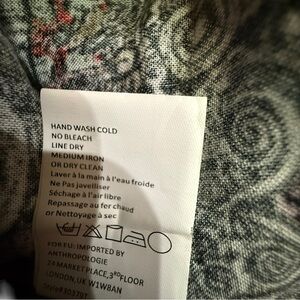 HAND WASH COLD
NO BLEACH
LINE DRY
MEDIUM IRON
OR DRY CLEAN
Laver à la main à l'eau froide
Ne Pas javelliser
Séchage à l'air libre
Repassage au fer chaud
or Nettoyage à sec
FOR EU: IMPORTED BY
ANTHROPOLOGIE
24 MARKET PLACE, 3RD FLOOR
LONDON, UK W1W8AN